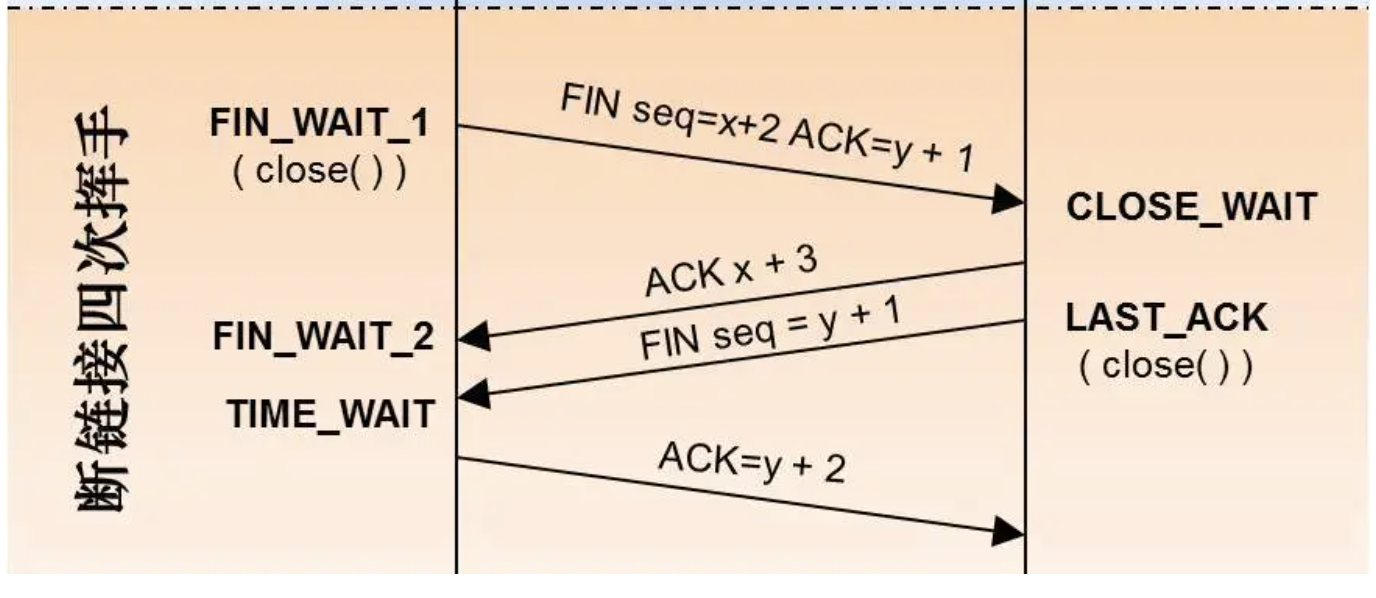 断链接四次挥手
FIN_WAIT_1
( close( ) )
FIN seq=x+2 ACK=y + 1
CLOSE_WAIT
ACK x + 3
FIN_WAIT_2
FIN seq = y + 1
LAST_ACK
( close( ) )
TIME_WAIT
ACK=y + 2